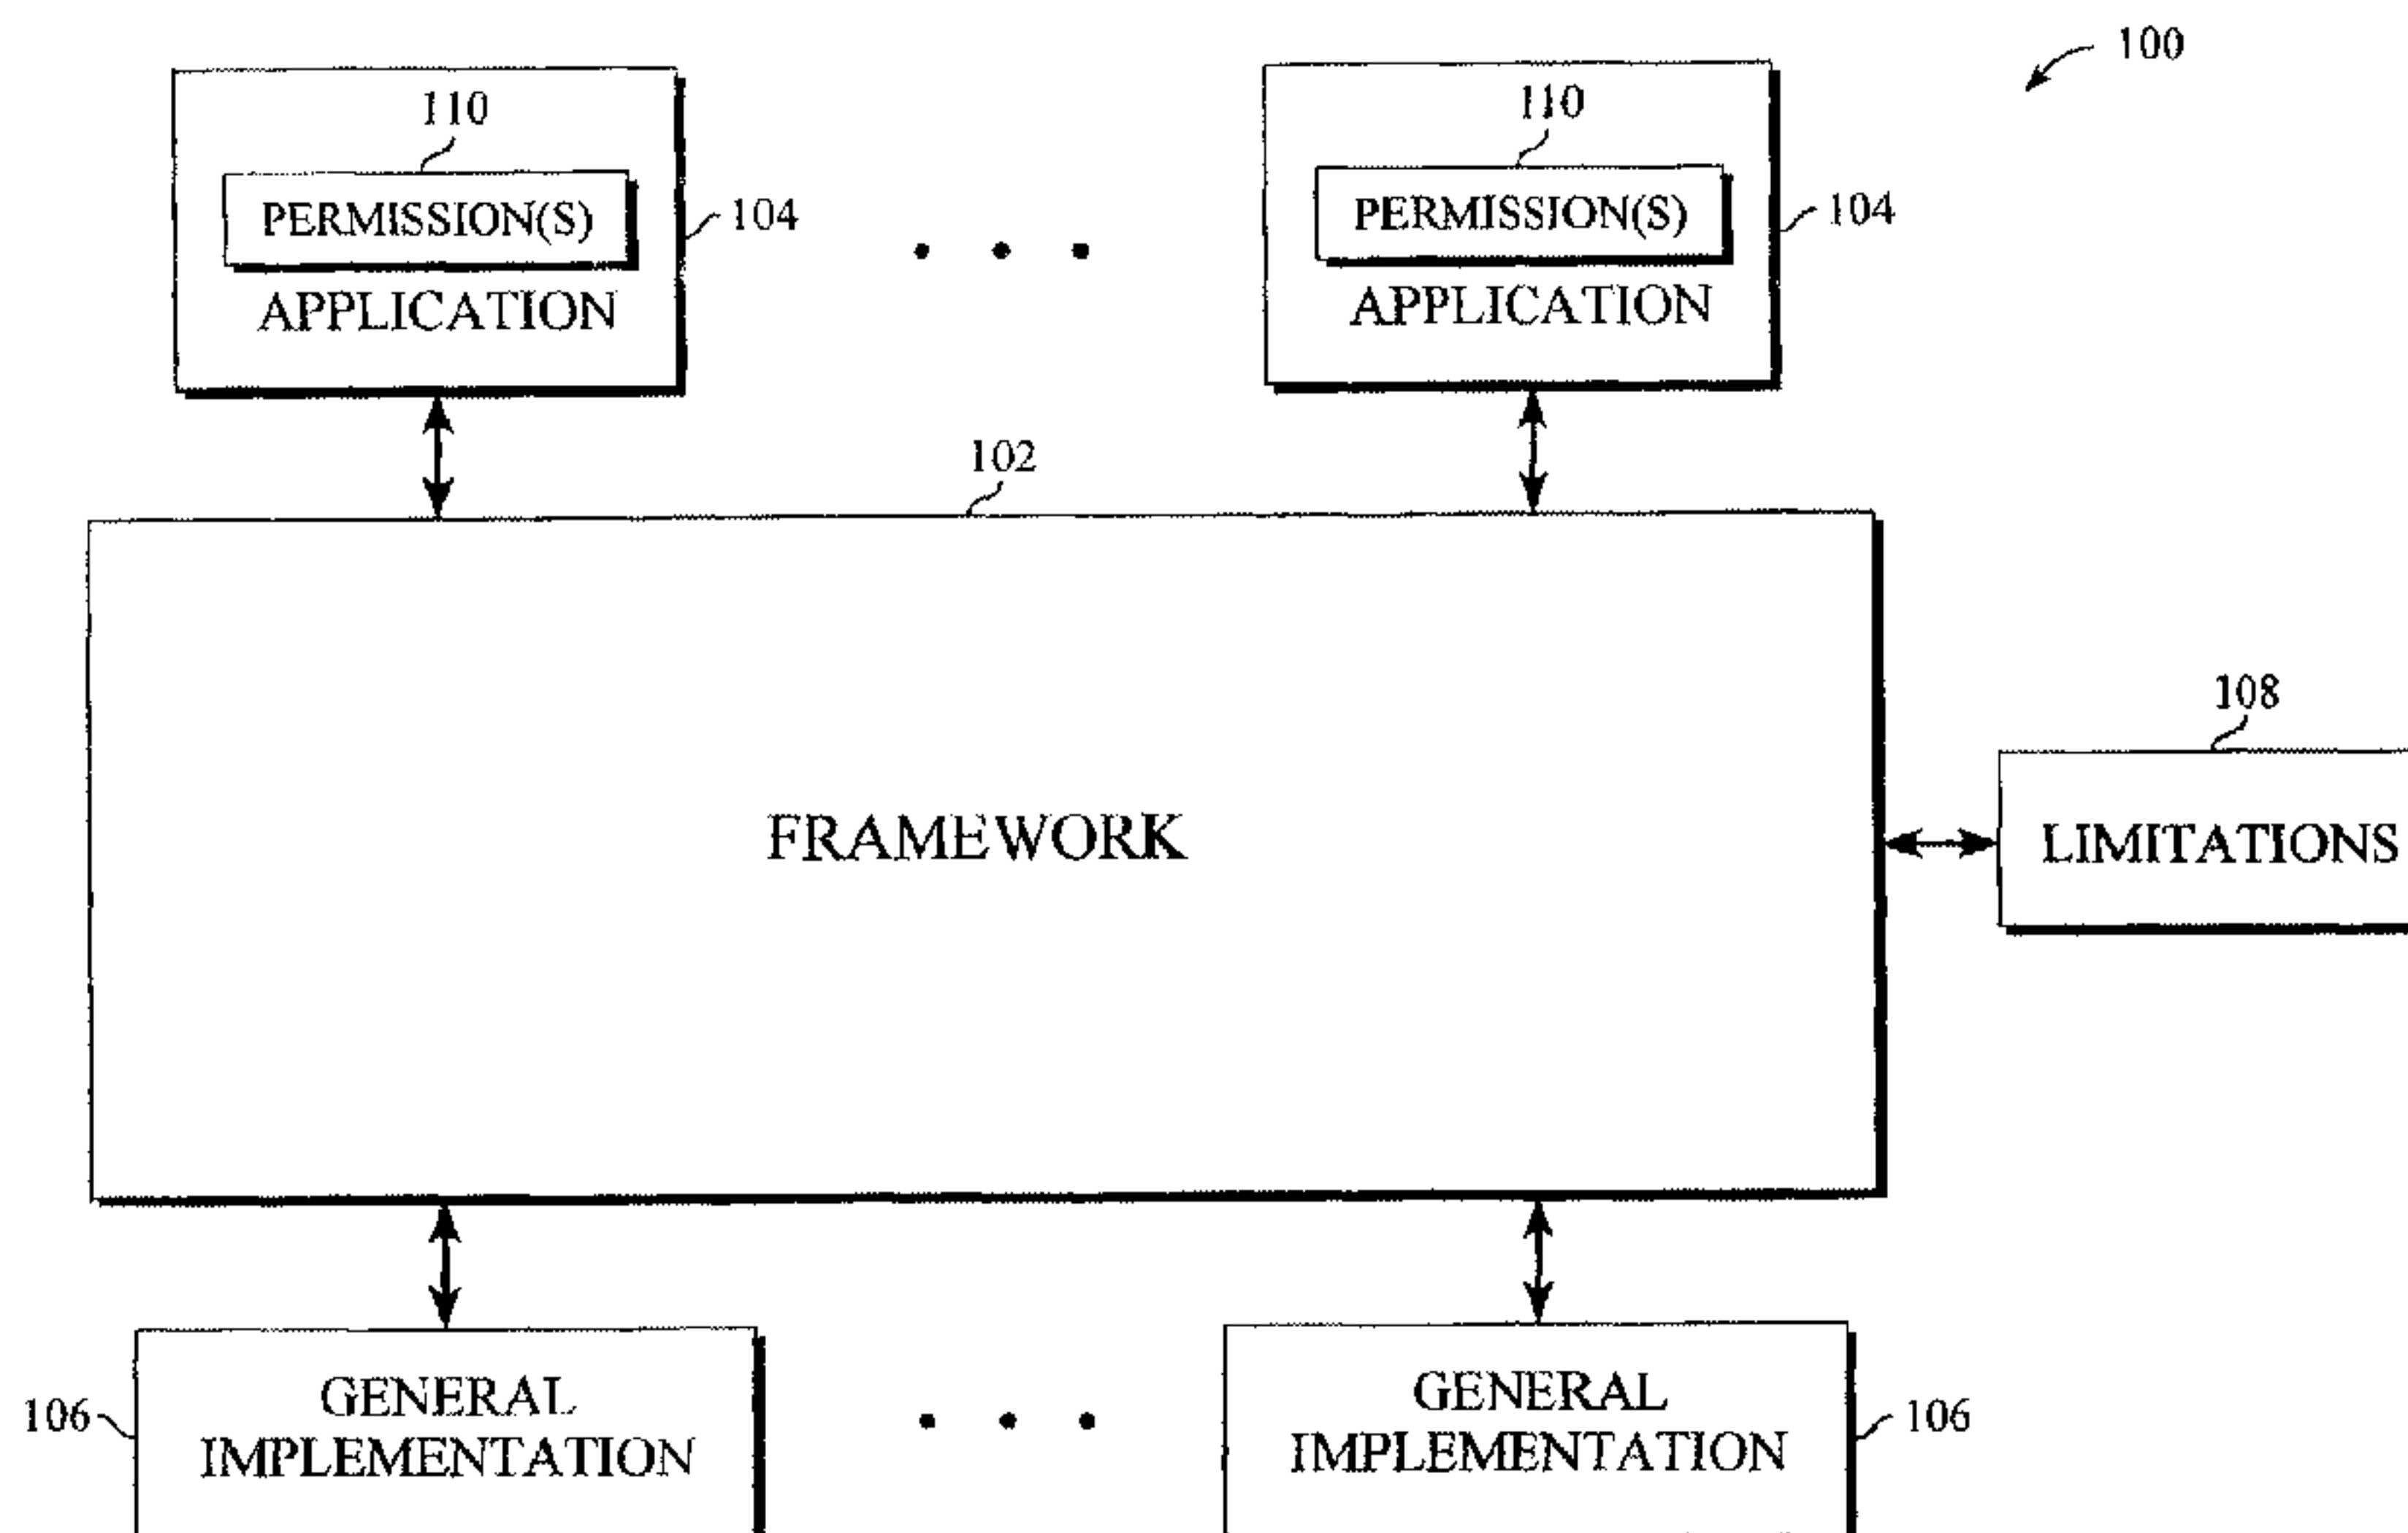 100
110
110
PERMISSION(S)
104
PERMISSION(S)
104
APPLICATION
APPLICATION
102
108
FRAMEWORK
LIMITATIONS
106
GENERAL
IMPLEMENTATION
GENERAL
IMPLEMENTATION
106